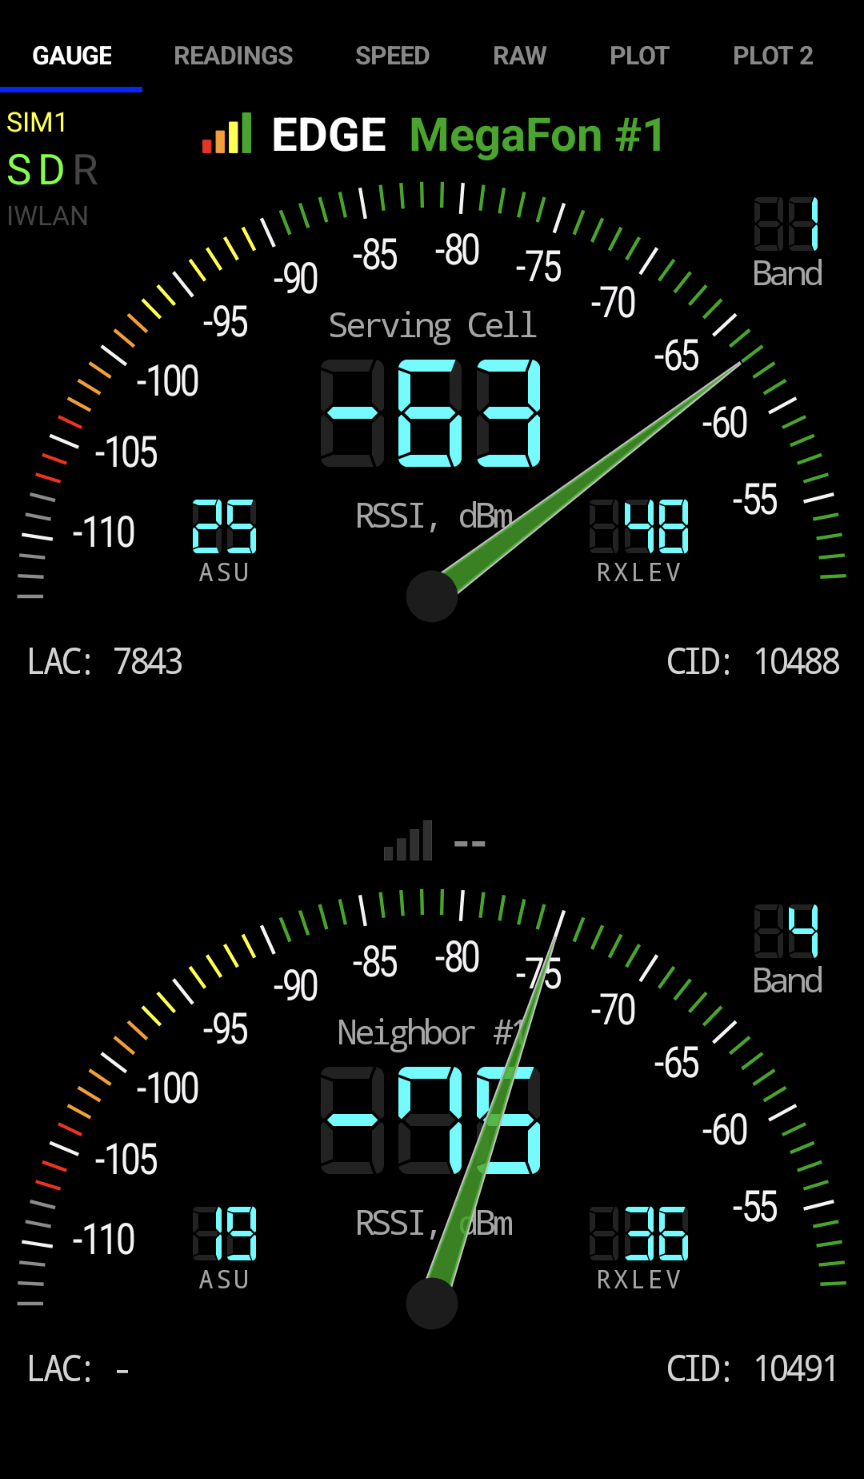 GAUGE READINGS SPEED RAW PLOT PLOT 2
SIM1
EDGE MegaFon #1
S D R
IWLAN
1
Band
-110 -105 -100 -95 -90 -85 -80 -75 -70 -65 -60 -55
Serving Cell
-63
RSSI, dBm
25
ASU
48
RXLEV
LAC: 7843 CID: 10488
--
4
Band
-110 -105 -100 -95 -90 -85 -80 -75 -70 -65 -60 -55
Neighbor #1
-75
RSSI, dBm
19
ASU
36
RXLEV
LAC: - CID: 10491